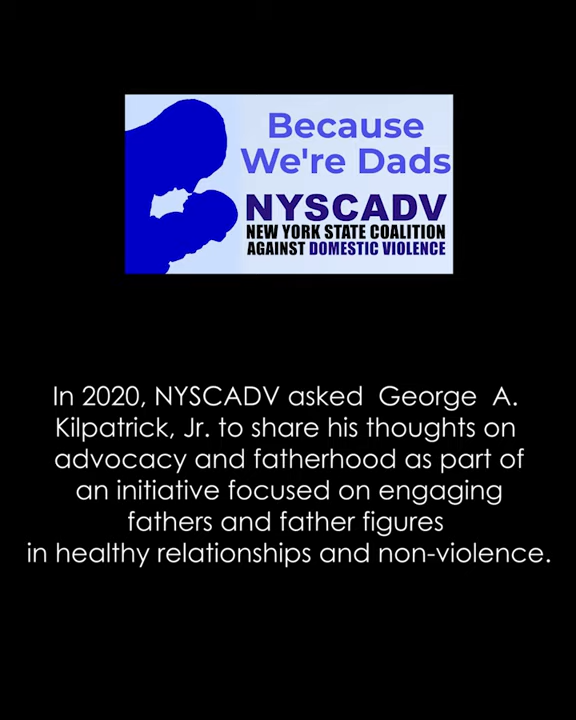 Because
We're Dads
NYSCADV
NEW YORK STATE COALITION
AGAINST DOMESTIC VIOLENCE
In 2020, NYSCADV asked George A.
Kilpatrick, Jr. to share his thoughts on
advocacy and fatherhood as part of
an initiative focused on engaging
fathers and father figures
in healthy relationships and non-violence.